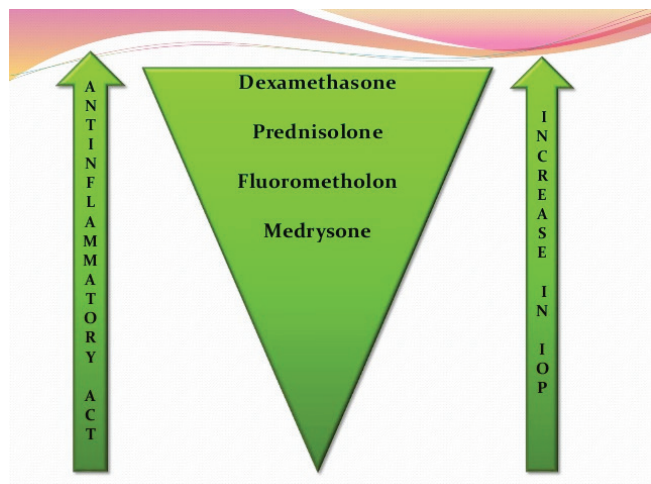 ANTINFLAMMATORY ACT
Dexamethasone
Prednisolone
Fluorometholon
Medrysone
INCREASE IN IOP